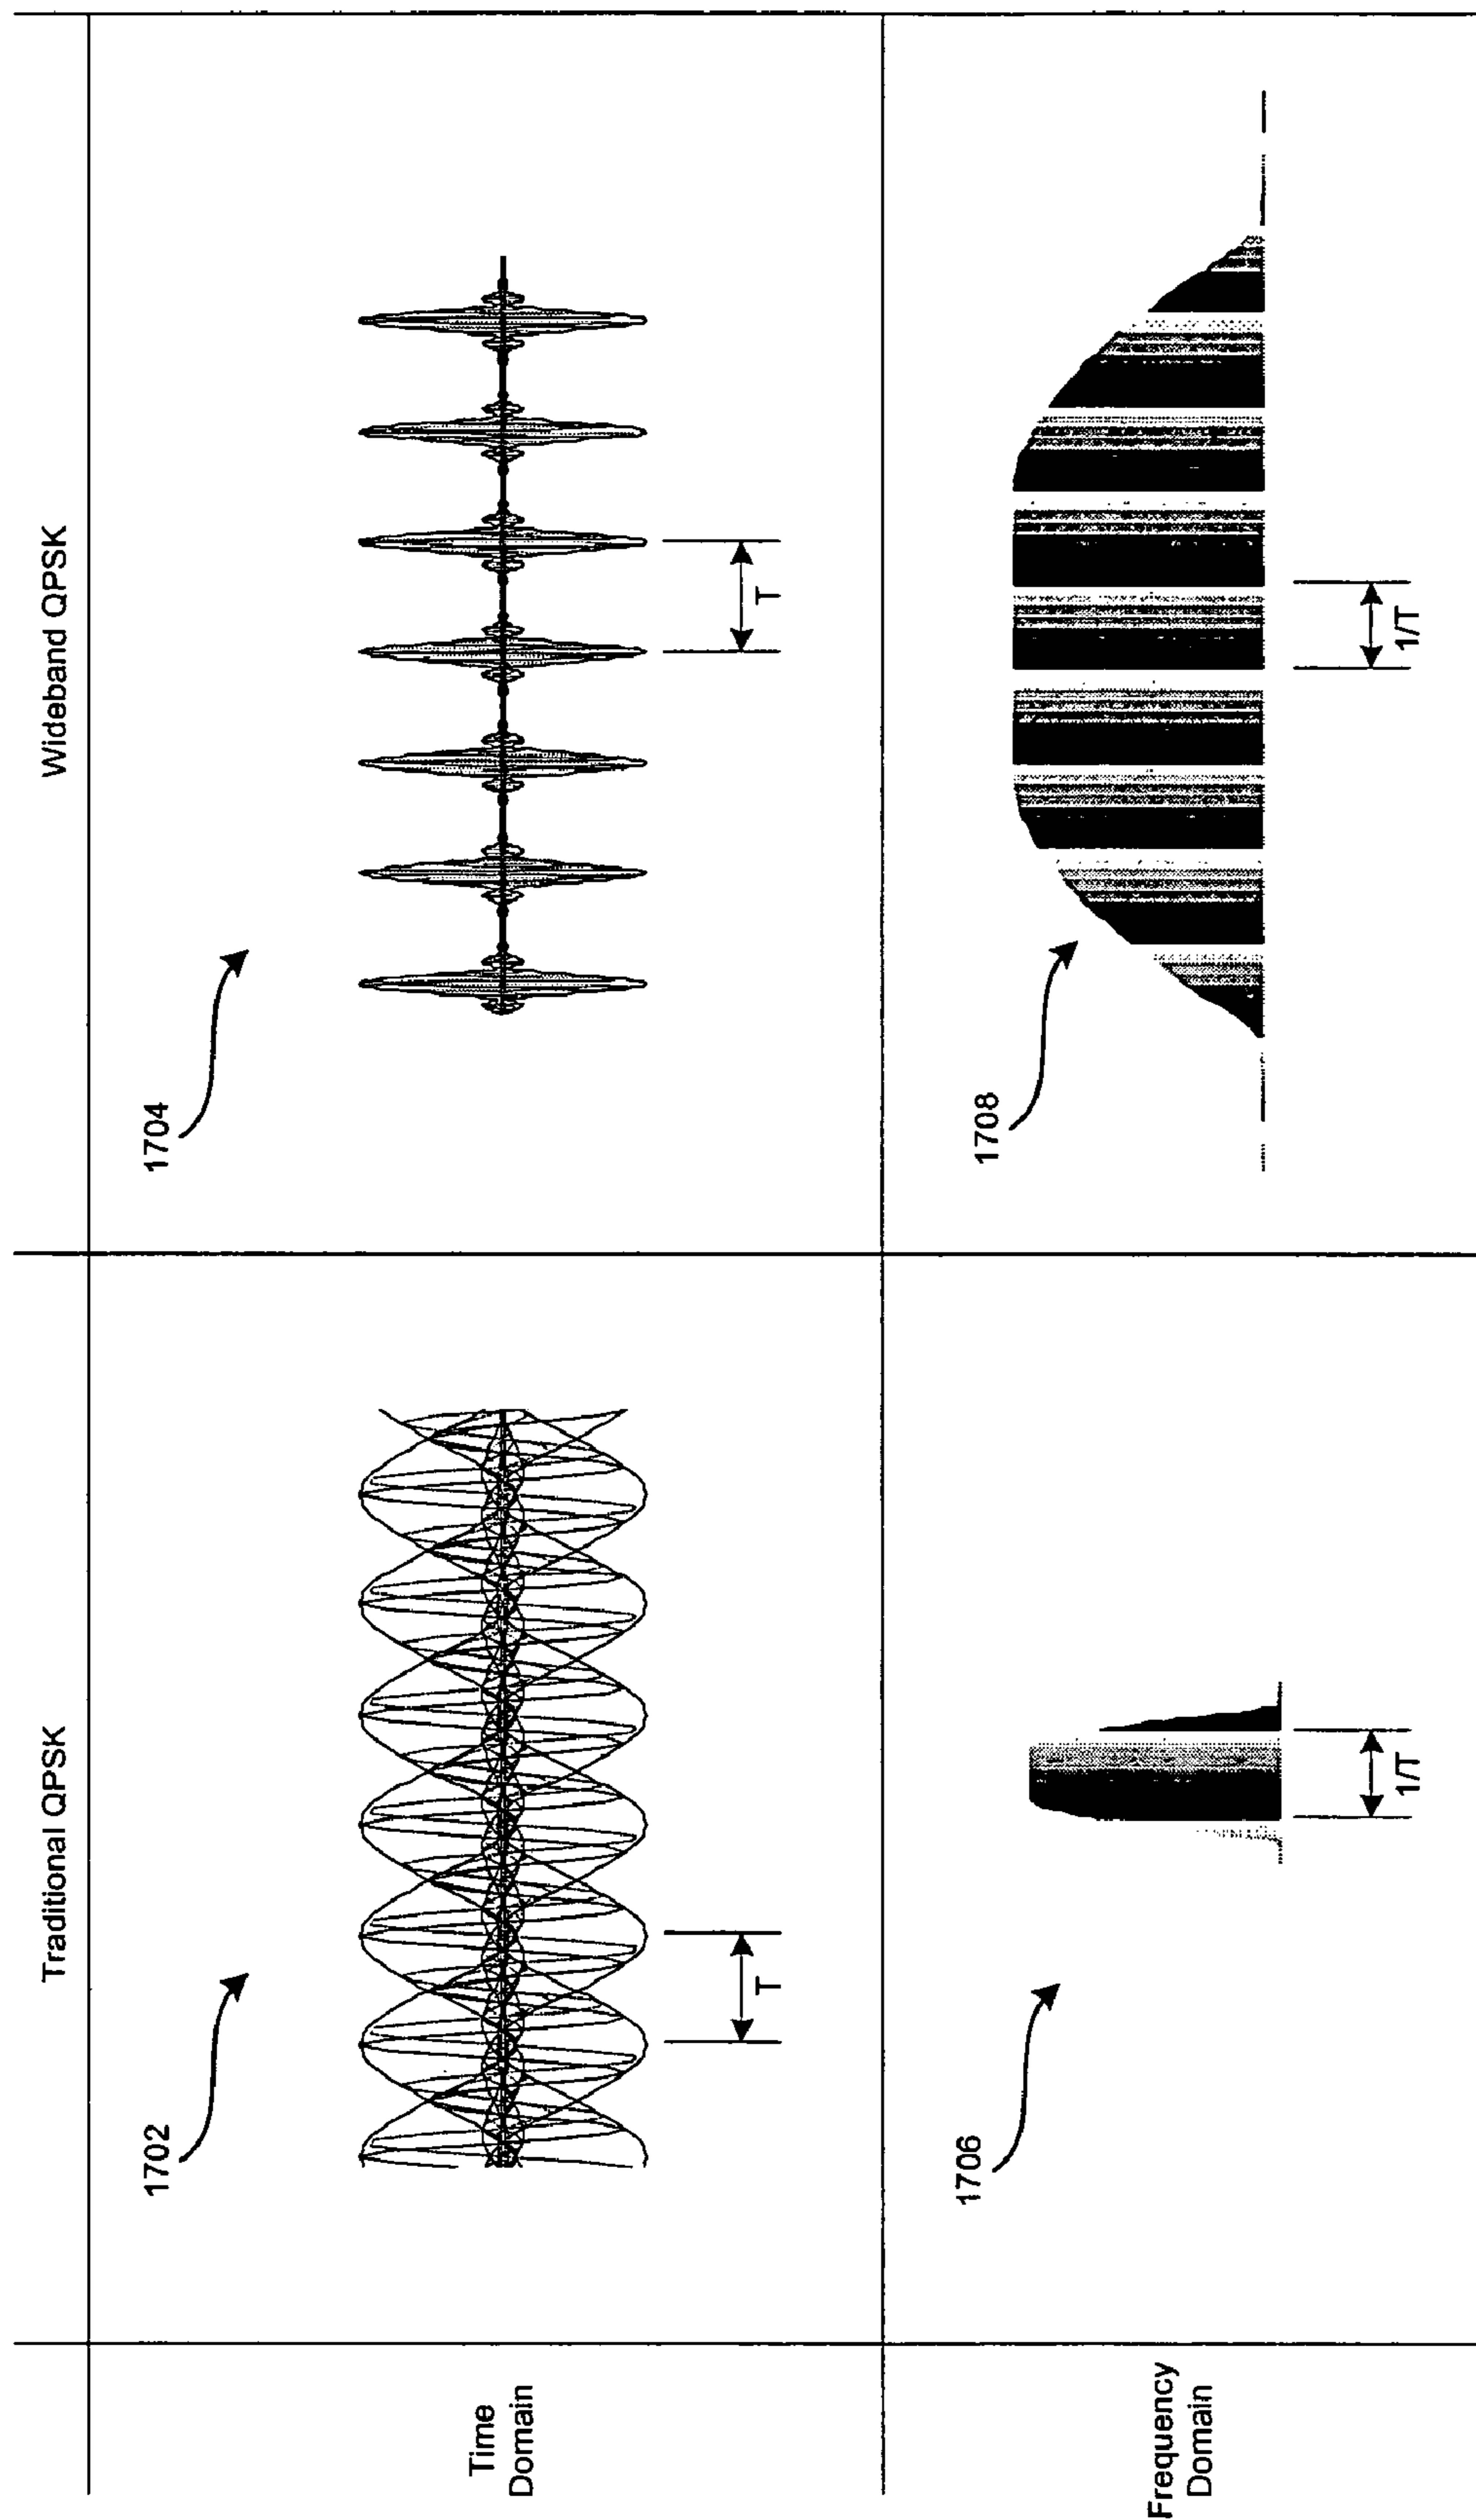 Traditional QPSK
Wideband QPSK
Time
Domain
1702
T
1704
T
Frequency
Domain
1706
1/T
1708
1/T